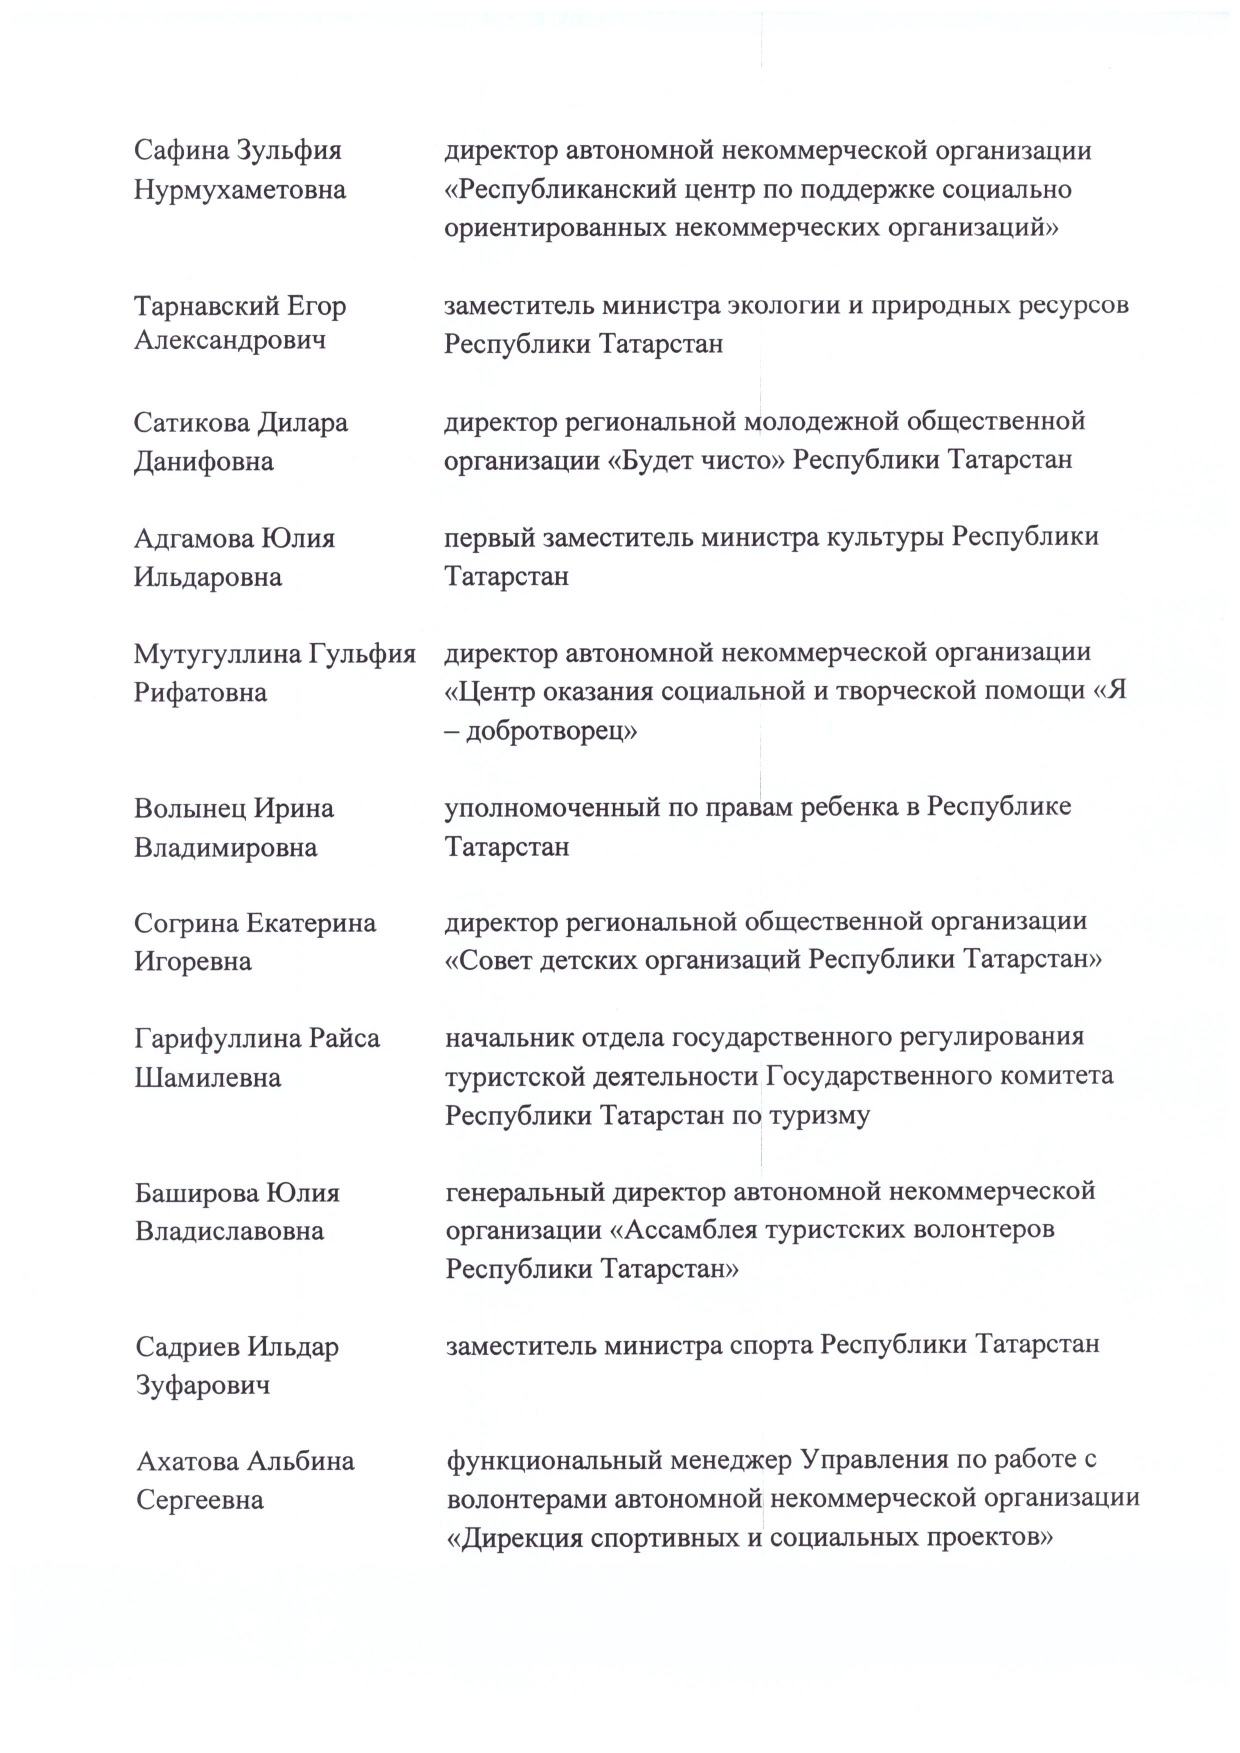 Сафина Зульфия
Нурмухаметовна
директор автономной некоммерческой организации
«Республиканский центр по поддержке социально
ориентированных некоммерческих организаций»
Тарнавский Егор
Александрович
заместитель министра экологии и природных ресурсов
Республики Татарстан
Сатикова Дилара
Данифовна
директор региональной молодежной общественной
организации «Будет чисто» Республики Татарстан
Адгамова Юлия
Ильдаровна
первый заместитель министра культуры Республики
Татарстан
Мутугуллина Гульфия
Рифатовна
директор автономной некоммерческой организации
«Центр оказания социальной и творческой помощи «Я
– добротворец»
Волынец Ирина
Владимировна
уполномоченный по правам ребенка в Республике
Татарстан
Согрина Екатерина
Игоревна
директор региональной общественной организации
«Совет детских организаций Республики Татарстан»
Гарифуллина Райса
Шамилевна
начальник отдела государственного регулирования
туристской деятельности Государственного комитета
Республики Татарстан по туризму
Баширова Юлия
Владиславовна
генеральный директор автономной некоммерческой
организации «Ассамблея туристских волонтеров
Республики Татарстан»
Садриев Ильдар
Зуфарович
заместитель министра спорта Республики Татарстан
Ахатова Альбина
Сергеевна
функциональный менеджер Управления по работе с
волонтерами автономной некоммерческой организации
«Дирекция спортивных и социальных проектов»